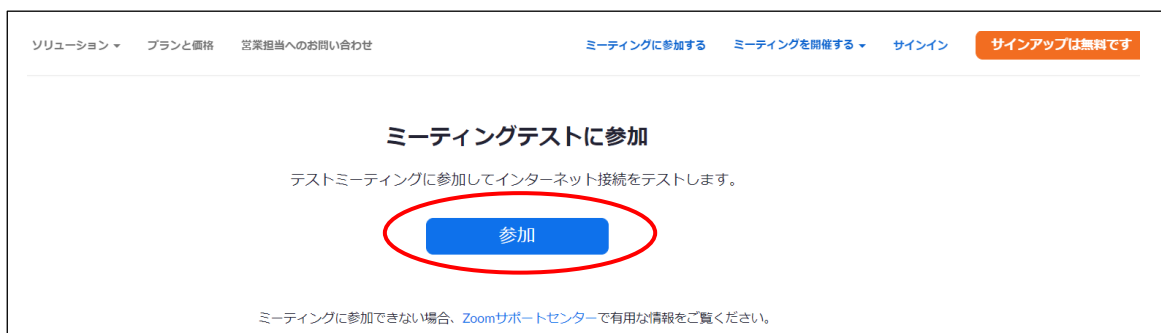 ソリューション プランと価格 営業担当へのお問い合わせ ミーティングに参加する ミーティングを開催する サインイン サインアップは無料です
ミーティングテストに参加
テストミーティングに参加してインターネット接続をテストします。
参加
ミーティングに参加できない場合、Zoomサポートセンターで有用な情報をご覧ください。